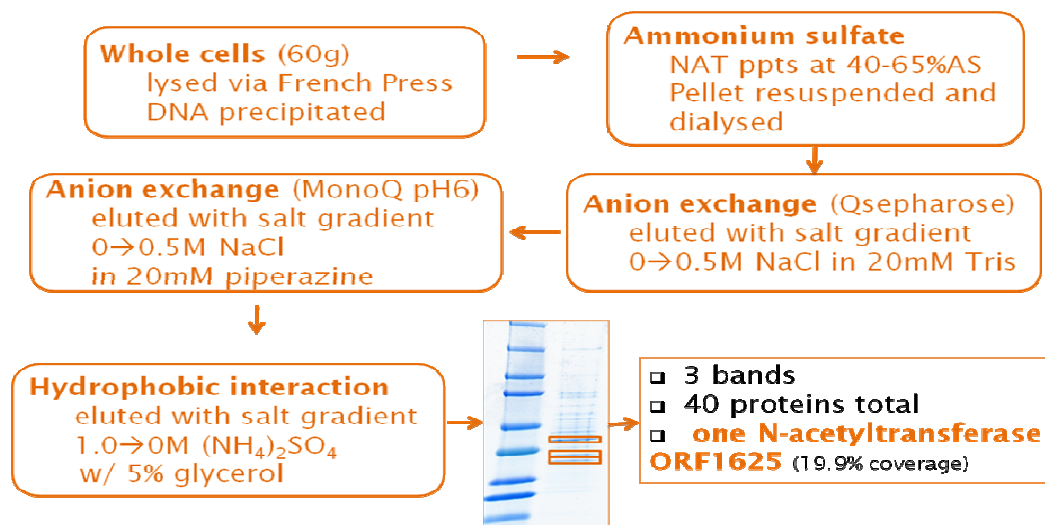 Whole cells (60g)
lysed via French Press
DNA precipitated
Ammonium sulfate
NAT ppts at 40-65%AS
Pellet resuspended and
dialysed
Anion exchange (Qsepharose)
eluted with salt gradient
0→0.5M NaCl in 20mM Tris
Anion exchange (MonoQ pH6)
eluted with salt gradient
0→0.5M NaCl
in 20mM piperazine
Hydrophobic interaction
eluted with salt gradient
1.0→0M (NH₄)₂SO₄
w/ 5% glycerol
3 bands
40 proteins total
one N-acetyltransferase
ORF1625 (19.9% coverage)